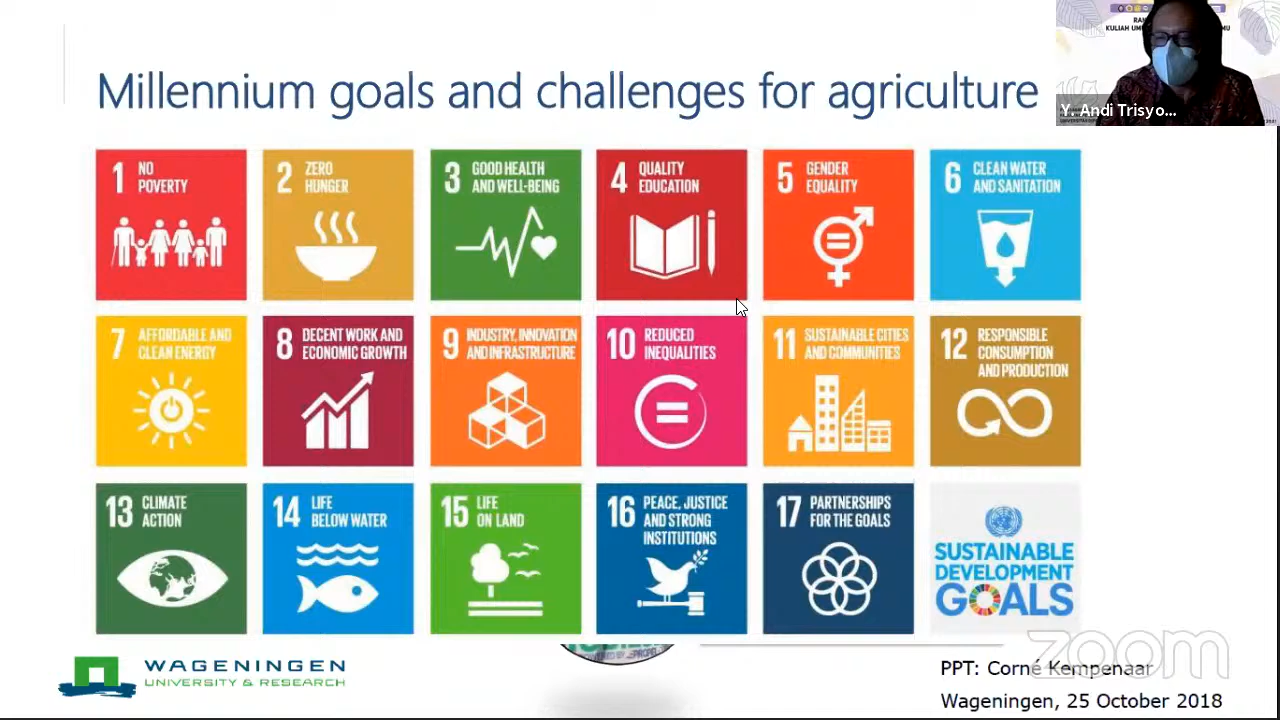 Millennium goals and challenges for agriculture
Y. Andi Trisyo...
1 NO
POVERTY
2 ZERO
HUNGER
3 GOOD HEALTH
AND WELL-BEING
4 QUALITY
EDUCATION
5 GENDER
EQUALITY
6 CLEAN WATER
AND SANITATION
7 AFFORDABLE AND
CLEAN ENERGY
8 DECENT WORK AND
ECONOMIC GROWTH
9 INDUSTRY, INNOVATION
AND INFRASTRUCTURE
10 REDUCED
INEQUALITIES
11 SUSTAINABLE CITIES
AND COMMUNITIES
12 RESPONSIBLE
CONSUMPTION
AND PRODUCTION
13 CLIMATE
ACTION
14 LIFE
BELOW WATER
15 LIFE
ON LAND
16 PEACE, JUSTICE
AND STRONG
INSTITUTIONS
17 PARTNERSHIPS
FOR THE GOALS
SUSTAINABLE
DEVELOPMENT
GOALS
WAGENINGEN
UNIVERSITY & RESEARCH
zoom
PPT: Corné Kempenaar
Wageningen, 25 October 2018